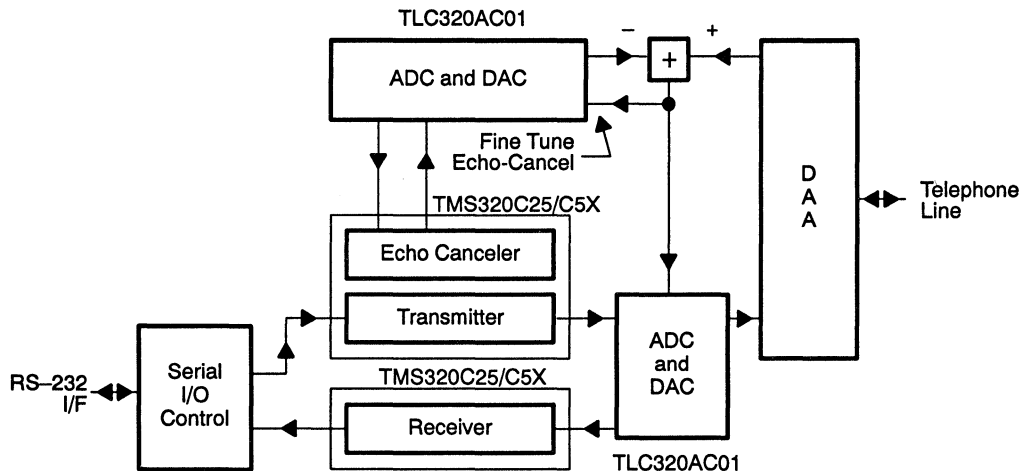 TLC320AC01
ADC and DAC
−
+
+
Fine Tune
Echo-Cancel
D
A
A
Telephone
Line
TMS320C25/C5X
Echo Canceler
Transmitter
ADC
and
DAC
TLC320AC01
RS–232
I/F
Serial
I/O
Control
TMS320C25/C5X
Receiver